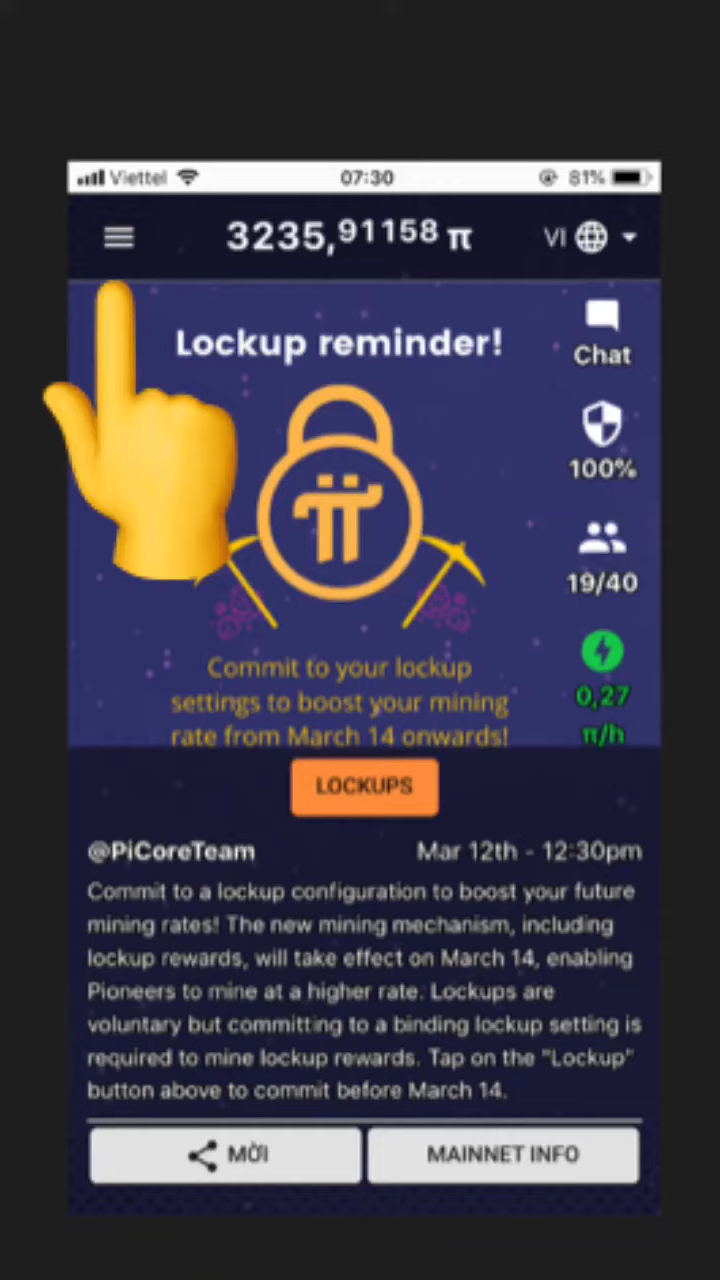 Viettel 07:30 81%
3235,91158 π VI
Lockup reminder!
Chat
100%
19/40
0,27
π/h
Commit to your lockup
settings to boost your mining
rate from March 14 onwards!
LOCKUPS
@PiCoreTeam Mar 12th - 12:30pm
Commit to a lockup configuration to boost your future
mining rates! The new mining mechanism, including
lockup rewards, will take effect on March 14, enabling
Pioneers to mine at a higher rate. Lockups are
voluntary but committing to a binding lockup setting is
required to mine lockup rewards. Tap on the "Lockup"
button above to commit before March 14.
MỜI MAINNET INFO